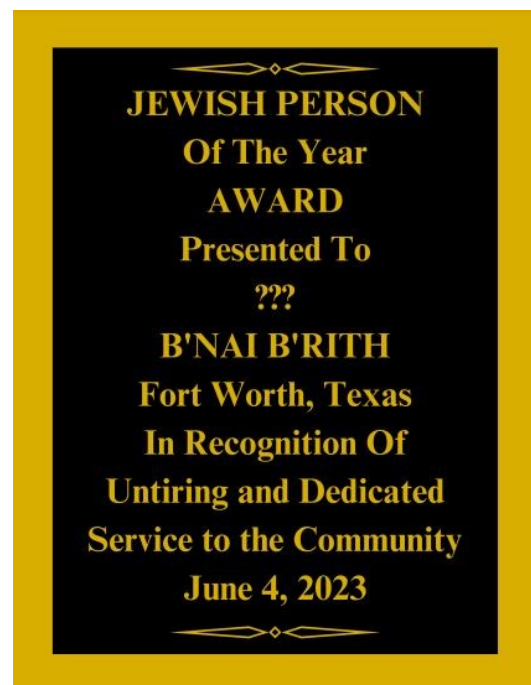 JEWISH PERSON
Of The Year
AWARD
Presented To
???
B'NAI B'RITH
Fort Worth, Texas
In Recognition Of
Untiring and Dedicated
Service to the Community
June 4, 2023